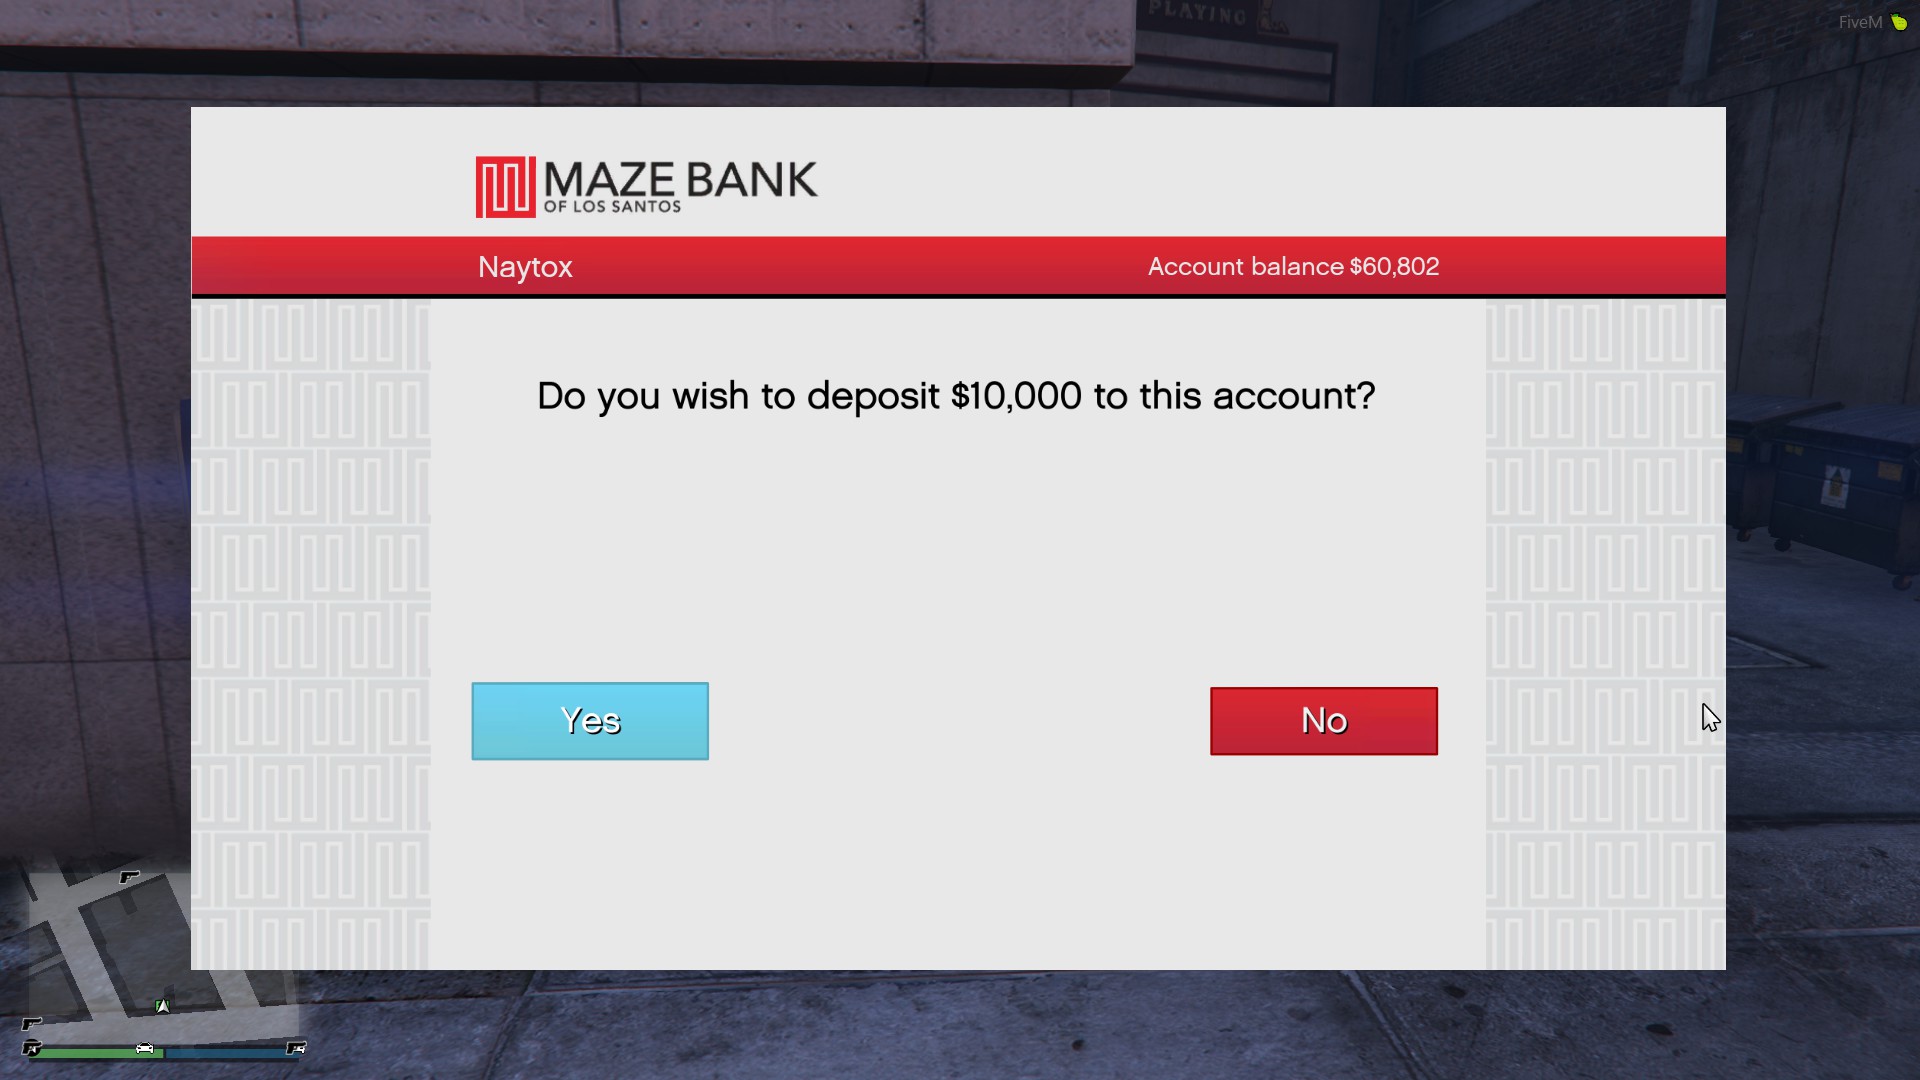 PLAYING
FiveM
MAZE BANK
OF LOS SANTOS
Naytox
Account balance $60,802
Do you wish to deposit $10,000 to this account?
Yes
No